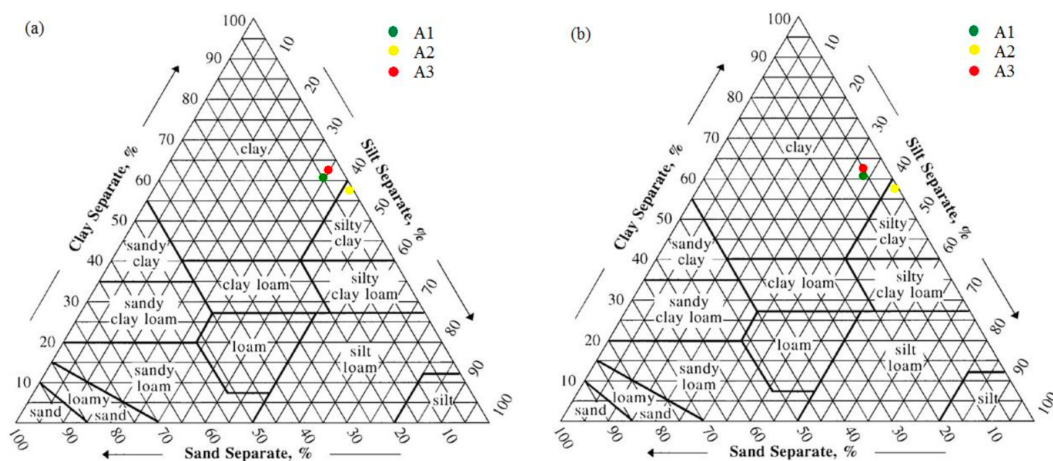 (a)
A1
A2
A3
100
90
80
70
60
50
40
30
20
10
10
20
30
40
50
60
70
80
90
100
100
90
80
70
60
50
40
30
20
10
Clay Separate, %
Silt Separate, %
Sand Separate, %
clay
silty
clay
sandy
clay
clay loam
silty
clay loam
sandy
clay loam
loam
silt
loam
sandy
loam
loamy
sand
sand
silt
(b)
A1
A2
A3
100
90
80
70
60
50
40
30
20
10
10
20
30
40
50
60
70
80
90
100
100
90
80
70
60
50
40
30
20
10
Clay Separate, %
Silt Separate, %
Sand Separate, %
clay
silty
clay
sandy
clay
clay loam
silty
clay loam
sandy
clay loam
loam
silt
loam
sandy
loam
loamy
sand
sand
silt